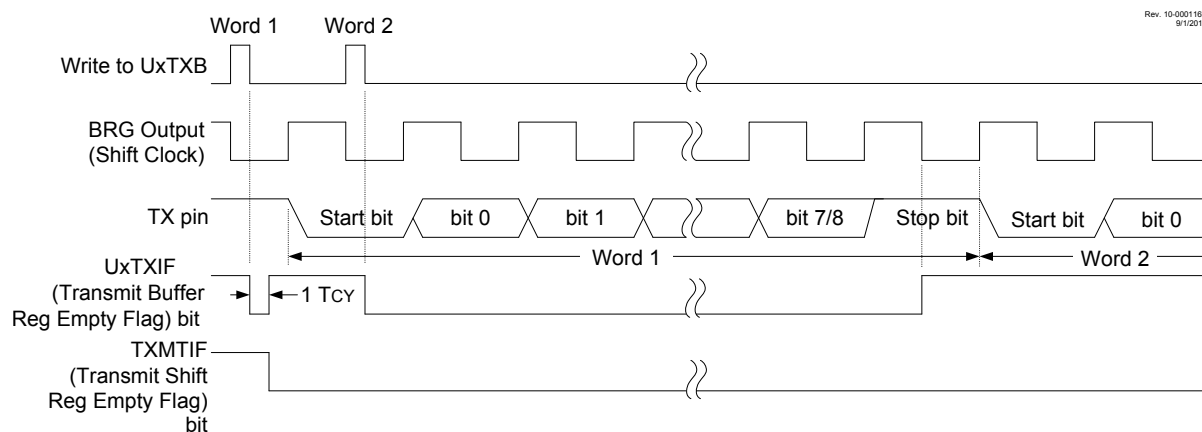 Rev. 10-000116
9/1/201
Word 1
Word 2
Write to UxTXB
BRG Output
(Shift Clock)
TX pin
Start bit
bit 0
bit 1
bit 7/8
Stop bit
Start bit
bit 0
Word 1
Word 2
UxTXIF
(Transmit Buffer
Reg Empty Flag) bit
1 TCY
TXMTIF
(Transmit Shift
Reg Empty Flag)
bit